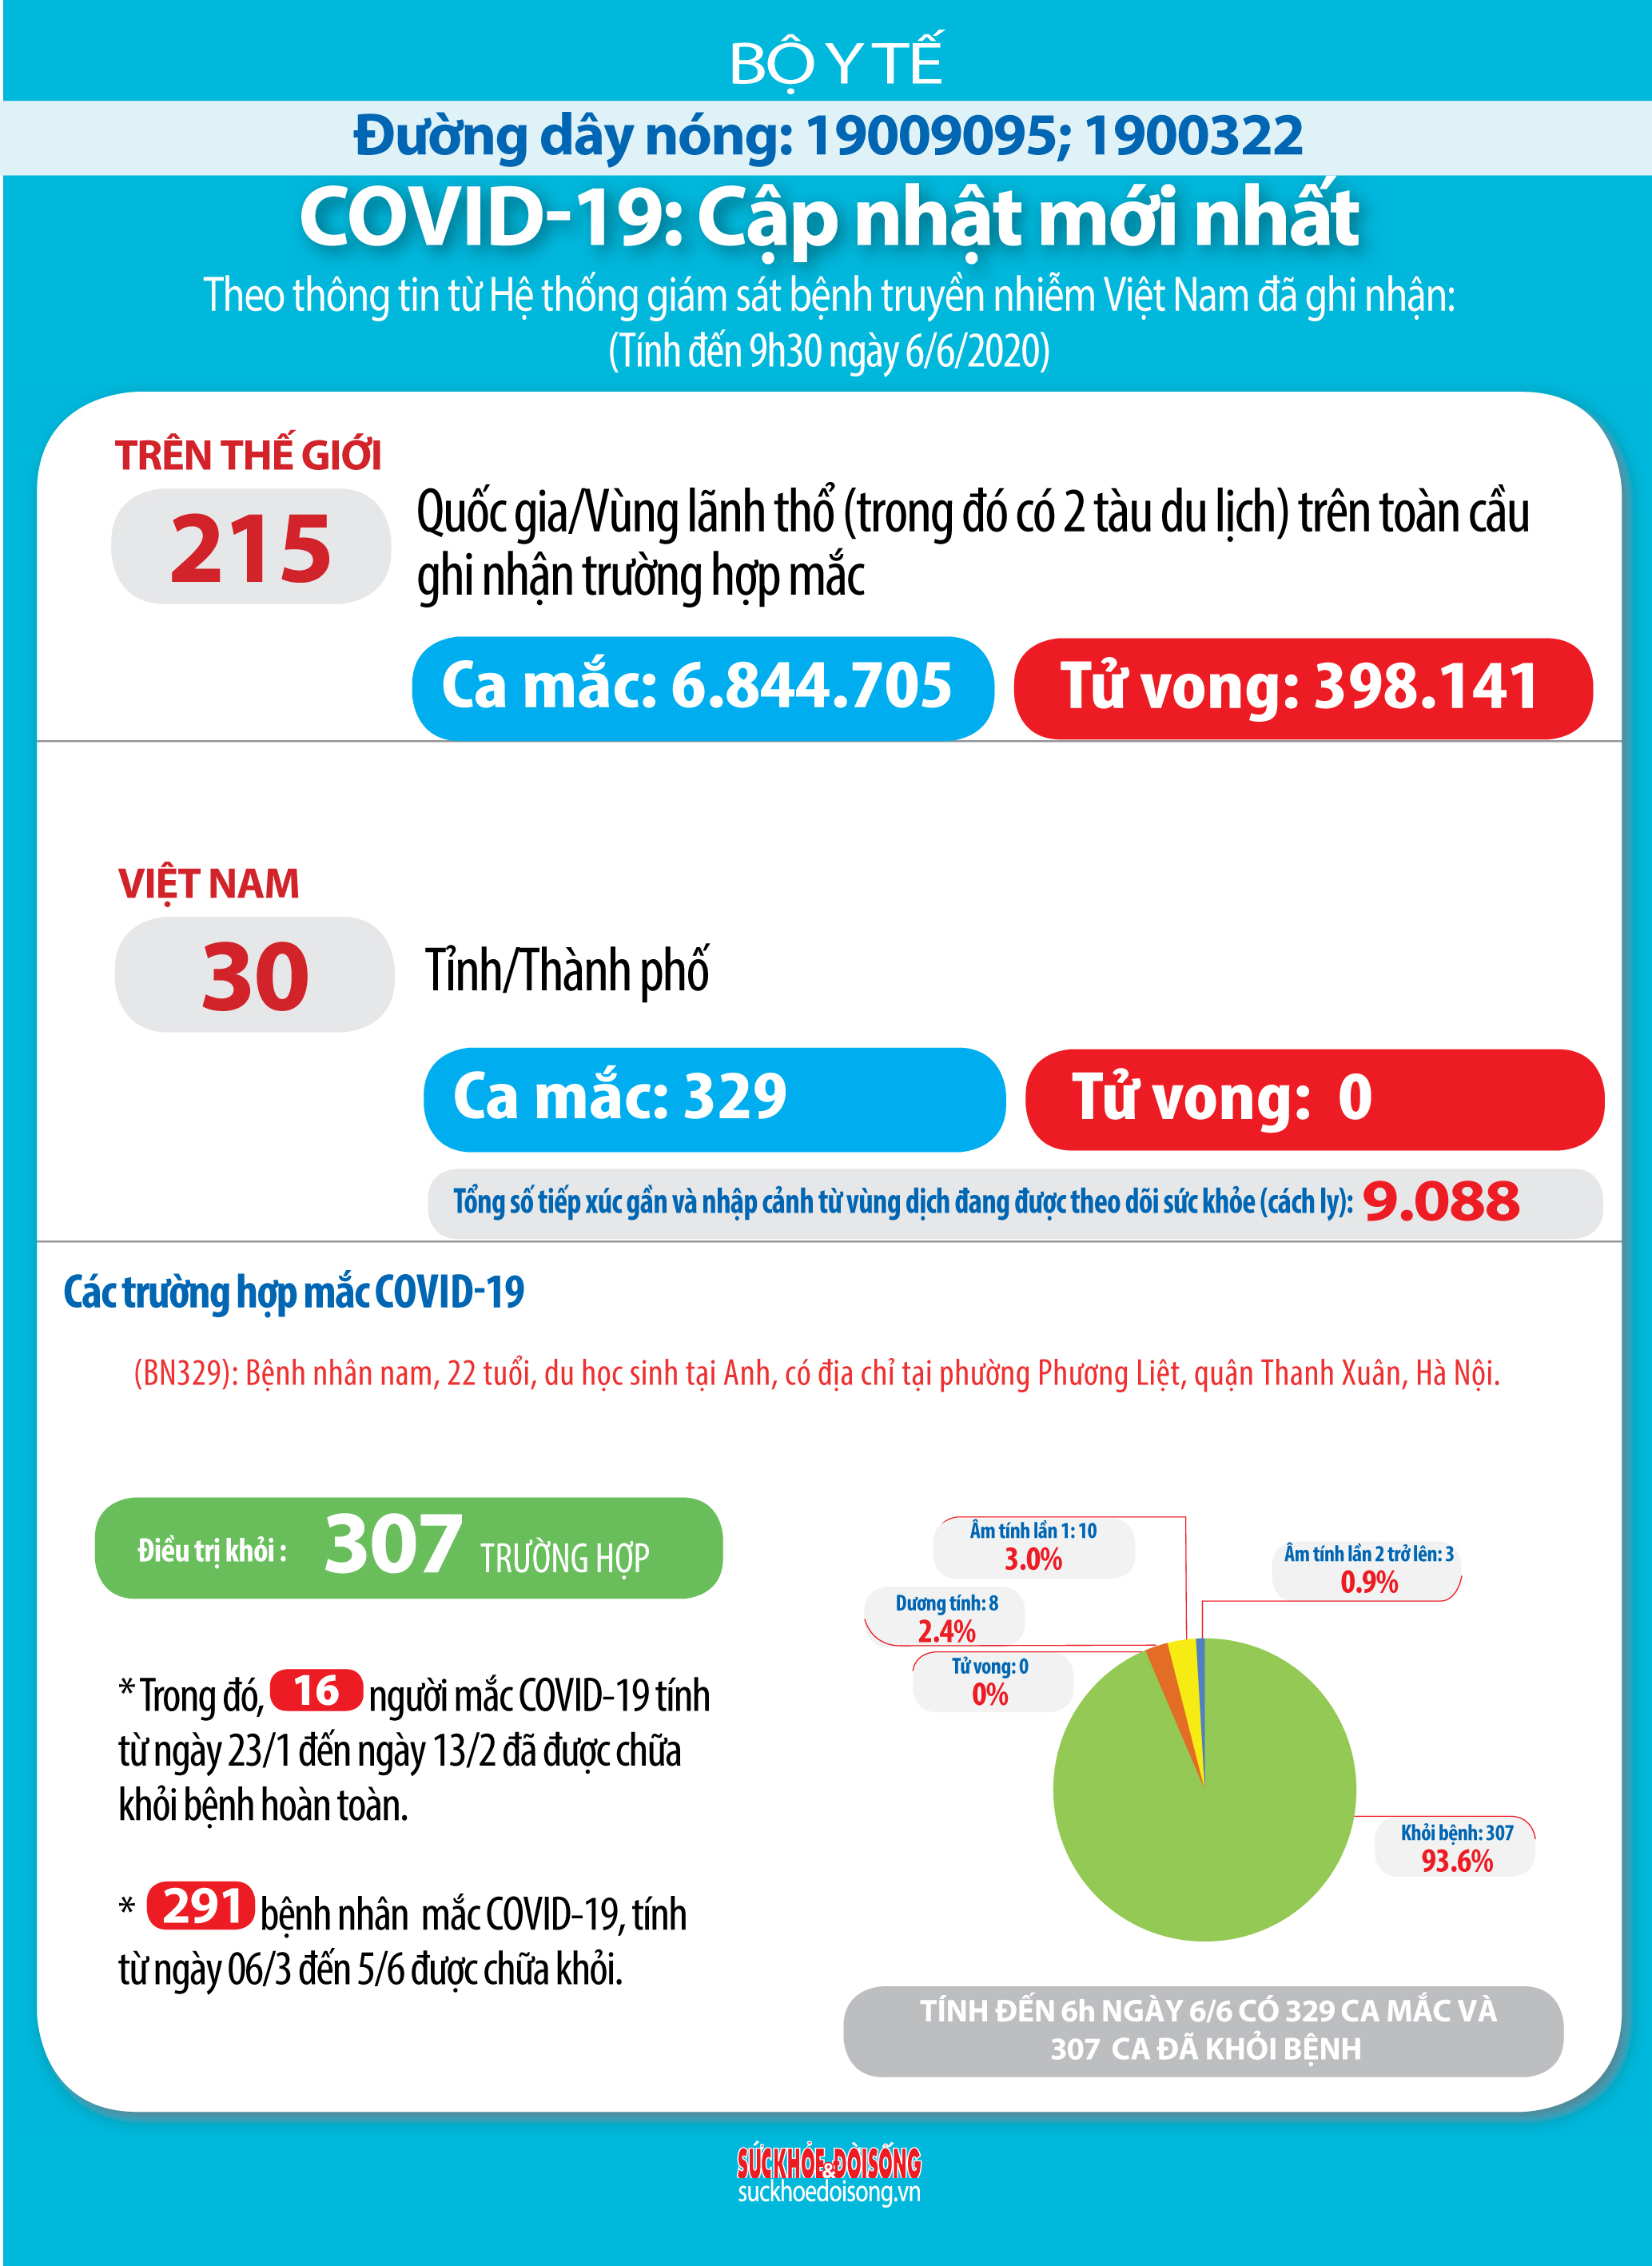 BỘ Y TẾ
Đường dây nóng: 19009095; 1900322
COVID-19: Cập nhật mới nhất
Theo thông tin từ Hệ thống giám sát bệnh truyền nhiễm Việt Nam đã ghi nhận:
(Tính đến 9h30 ngày 6/6/2020)
TRÊN THẾ GIỚI
215
Quốc gia/Vùng lãnh thổ (trong đó có 2 tàu du lịch) trên toàn cầu
ghi nhận trường hợp mắc
Ca mắc: 6.844.705
Tử vong: 398.141
VIỆT NAM
30
Tỉnh/Thành phố
Ca mắc: 329
Tử vong: 0
Tổng số tiếp xúc gần và nhập cảnh từ vùng dịch đang được theo dõi sức khỏe (cách ly): 9.088
Các trường hợp mắc COVID-19
(BN329): Bệnh nhân nam, 22 tuổi, du học sinh tại Anh, có địa chỉ tại phường Phương Liệt, quận Thanh Xuân, Hà Nội.
Điều trị khỏi : 307 TRƯỜNG HỢP
* Trong đó, 16 người mắc COVID-19 tính
từ ngày 23/1 đến ngày 13/2 đã được chữa
khỏi bệnh hoàn toàn.
* 291 bệnh nhân mắc COVID-19, tính
từ ngày 06/3 đến 5/6 được chữa khỏi.
Âm tính lần 1: 10
3.0%
Âm tính lần 2 trở lên: 3
0.9%
Dương tính: 8
2.4%
Tử vong: 0
0%
Khỏi bệnh: 307
93.6%
TÍNH ĐẾN 6h NGÀY 6/6 CÓ 329 CA MẮC VÀ
307 CA ĐÃ KHỎI BỆNH
SỨC KHỎE & ĐỜI SỐNG
suckhoedoisong.vn